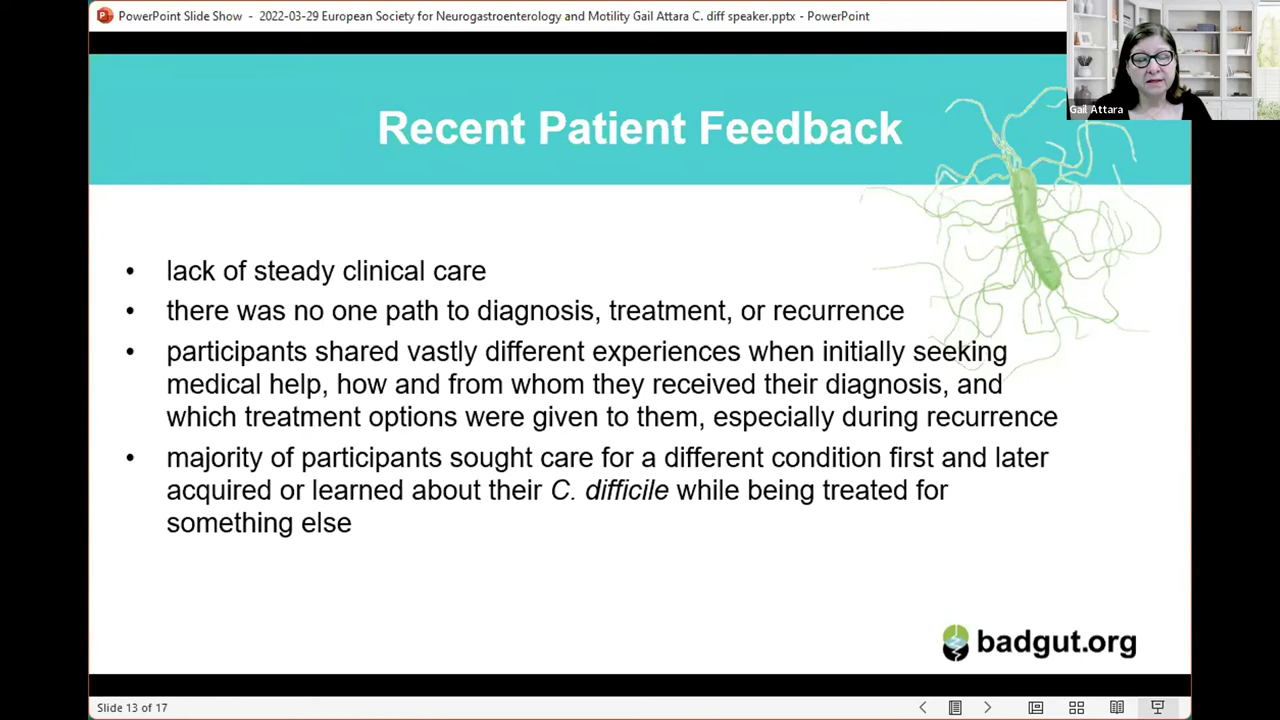 PowerPoint Slide Show - 2022-03-29 European Society for Neurogastroenterology and Motility Gail Attara C. diff speaker.pptx - PowerPoint
Gail Attara
Recent Patient Feedback
• lack of steady clinical care
• there was no one path to diagnosis, treatment, or recurrence
• participants shared vastly different experiences when initially seeking
medical help, how and from whom they received their diagnosis, and
which treatment options were given to them, especially during recurrence
• majority of participants sought care for a different condition first and later
acquired or learned about their C. difficile while being treated for
something else
badgut.org
Slide 13 of 17